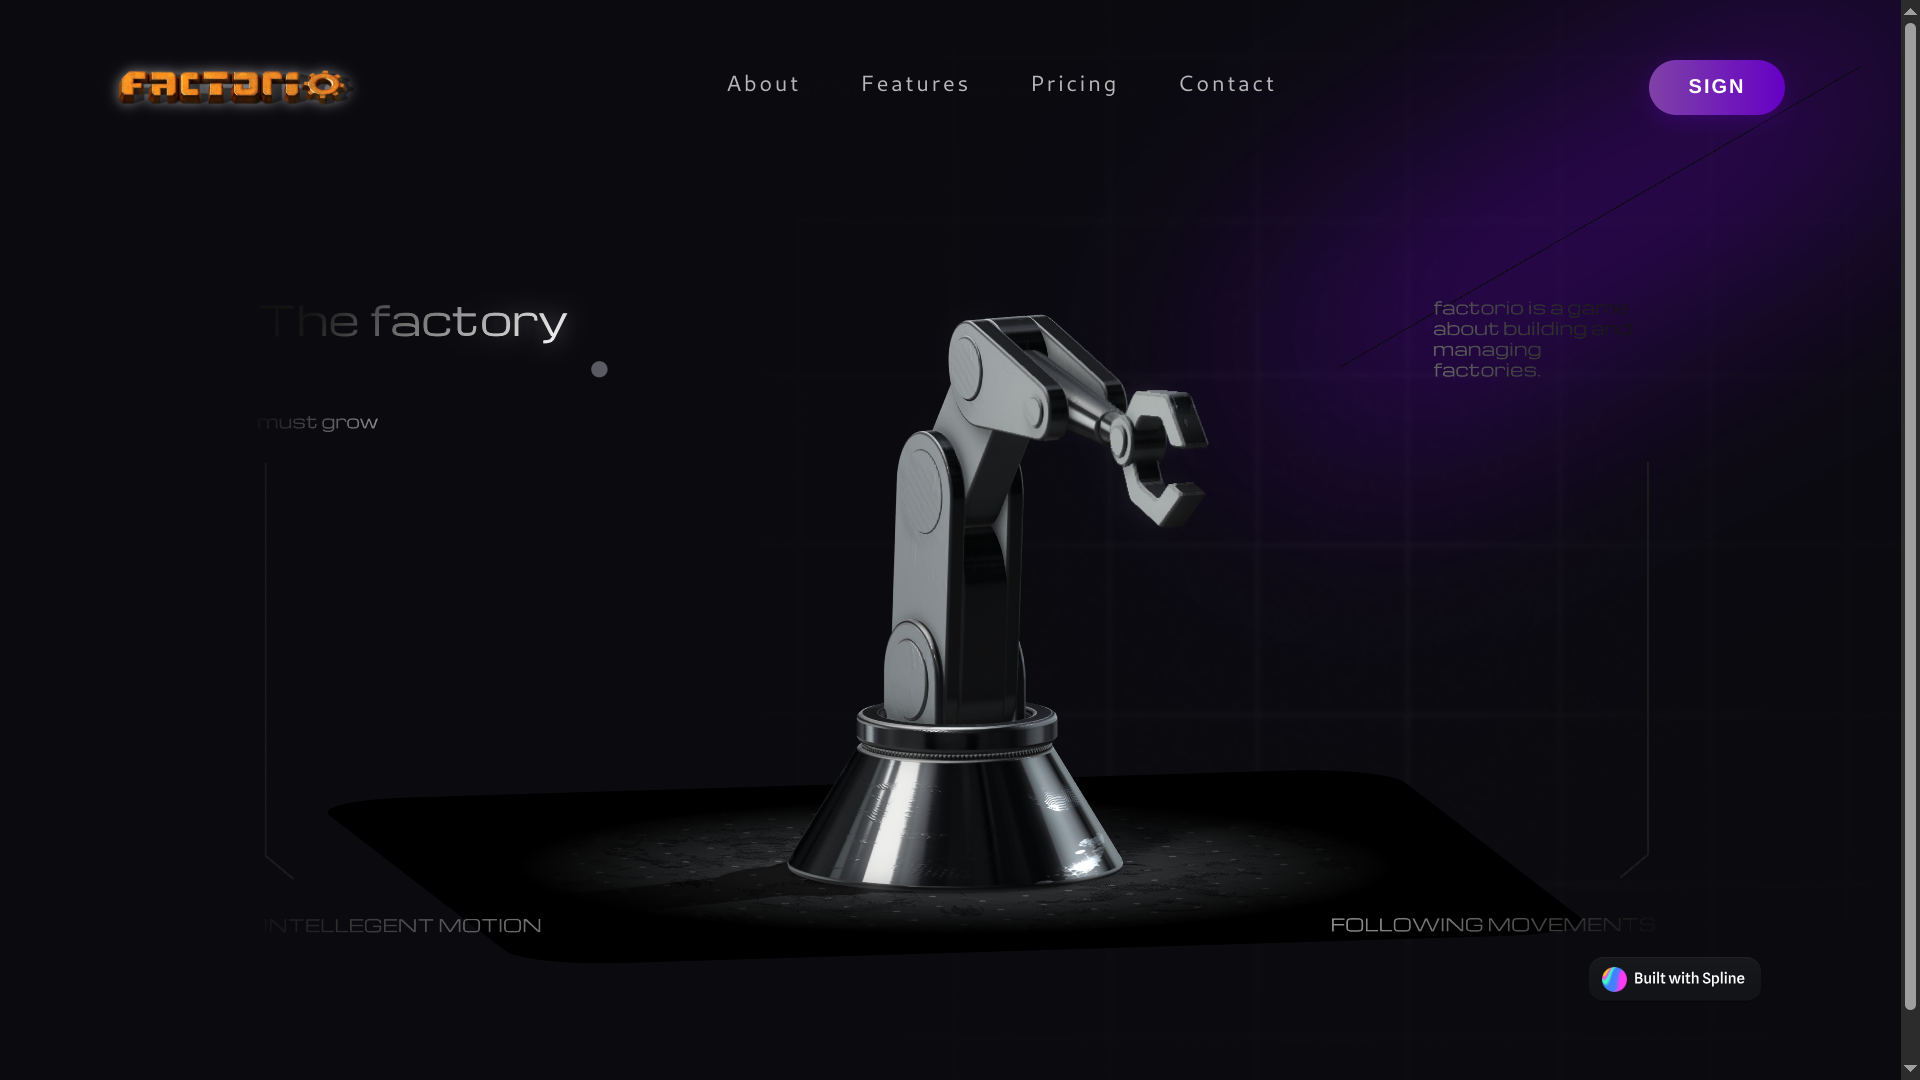 FACTORIO
About
Features
Pricing
Contact
SIGN
The factory
must grow
factorio is a game
about building and
managing
factories.
INTELLEGENT MOTION
FOLLOWING MOVEMENTS
Built with Spline